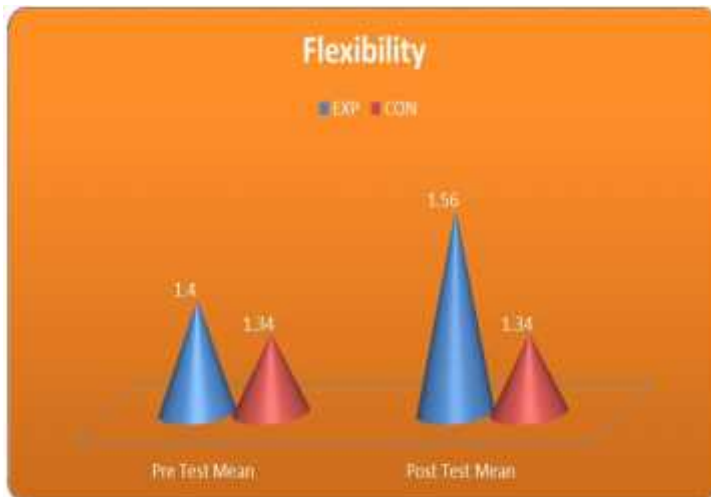 Flexibility
EXP CON
1.56
1.4
1.34
1.34
Pre Test Mean Post Test Mean